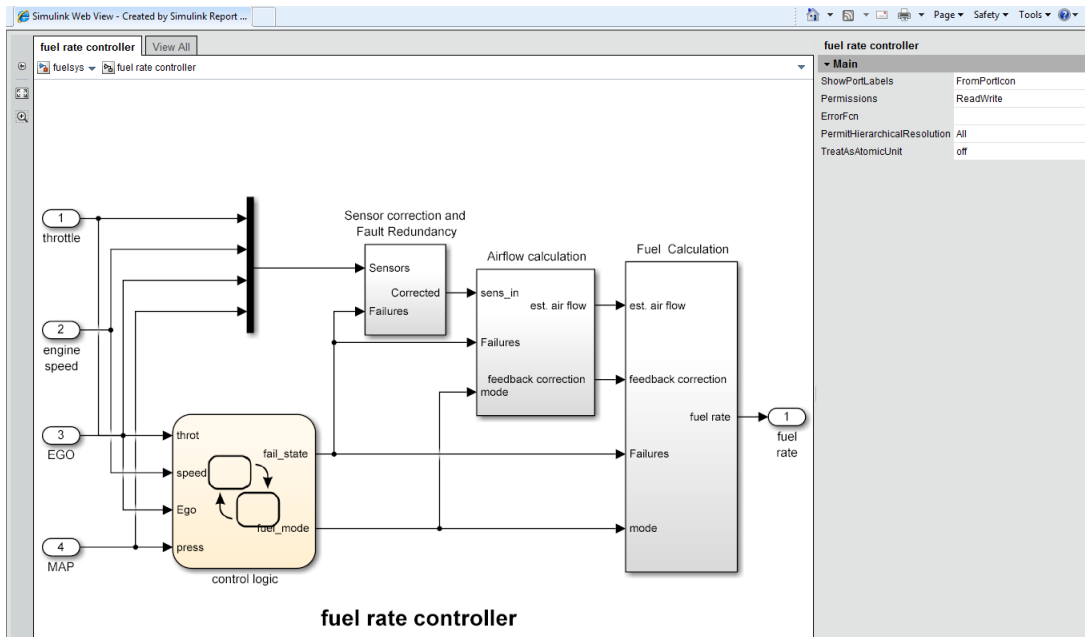 Simulink Web View - Created by Simulink Report ...
Page Safety Tools
fuel rate controller View All
fuelsys fuel rate controller
1
throttle
2
engine
speed
3
EGO
4
MAP
Sensor correction and
Fault Redundancy
Sensors
Corrected
Failures
Airflow calculation
sens_in
est. air flow
Failures
feedback correction
mode
Fuel Calculation
est. air flow
feedback correction
fuel rate
Failures
mode
1
fuel
rate
throt
fail_state
speed
Ego
fuel_mode
press
control logic
fuel rate controller
fuel rate controller
Main
ShowPortLabels FromPortIcon
Permissions ReadWrite
ErrorFcn
PermitHierarchicalResolution All
TreatAsAtomicUnit off